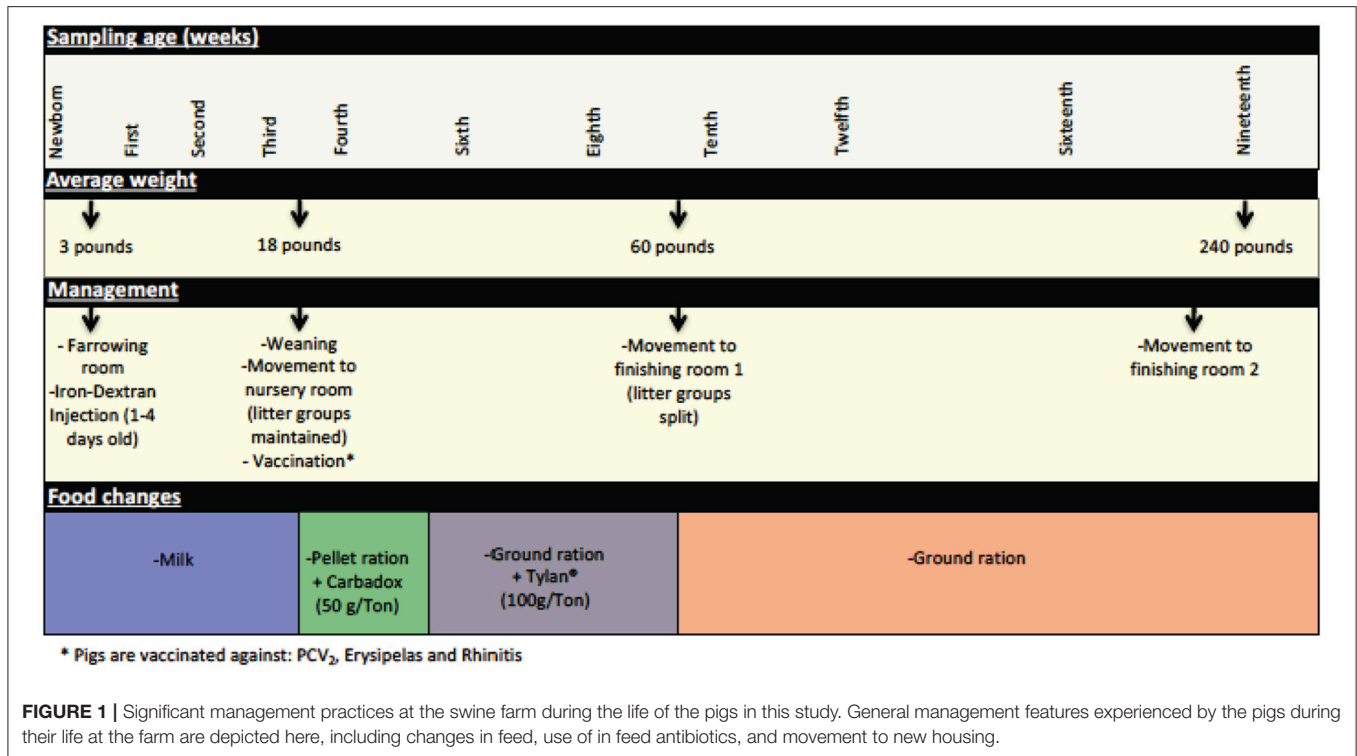 Sampling age (weeks)
Newborn
First
Second
Third
Fourth
Sixth
Eighth
Tenth
Twelfth
Sixteenth
Nineteenth
Average weight
3 pounds
18 pounds
60 pounds
240 pounds
Management
- Farrowing
room
-Iron-Dextran
Injection (1-4
days old)
-Weaning
-Movement to
nursery room
(litter groups
maintained)
- Vaccination*
-Movement to
finishing room 1
(litter groups
split)
-Movement to
finishing room 2
Food changes
-Milk
-Pellet ration
+ Carbadox
(50 g/Ton)
-Ground ration
+ Tylan®
(100g/Ton)
-Ground ration
* Pigs are vaccinated against: PCV₂, Erysipelas and Rhinitis
FIGURE 1 | Significant management practices at the swine farm during the life of the pigs in this study. General management features experienced by the pigs during
their life at the farm are depicted here, including changes in feed, use of in feed antibiotics, and movement to new housing.